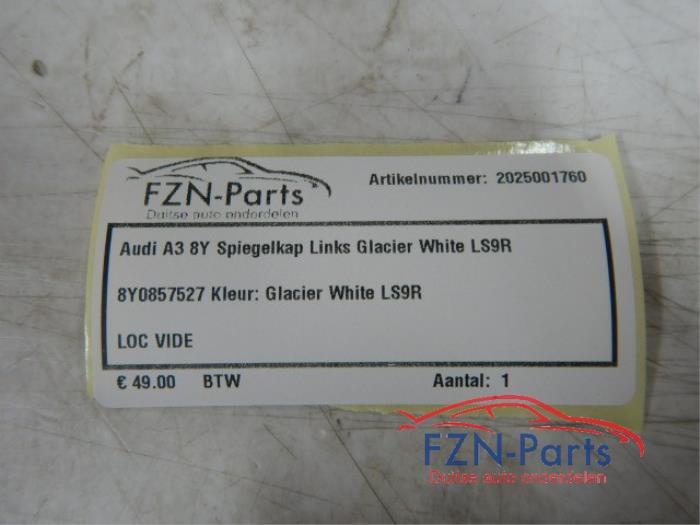 FZN-Parts
Duitse auto onderdelen
Artikelnummer: 2025001760
Audi A3 8Y Spiegelkap Links Glacier White LS9R
8Y0857527 Kleur: Glacier White LS9R
LOC VIDE
€ 49.00 BTW Aantal: 1
FZN-Parts
Duitse auto onderdelen